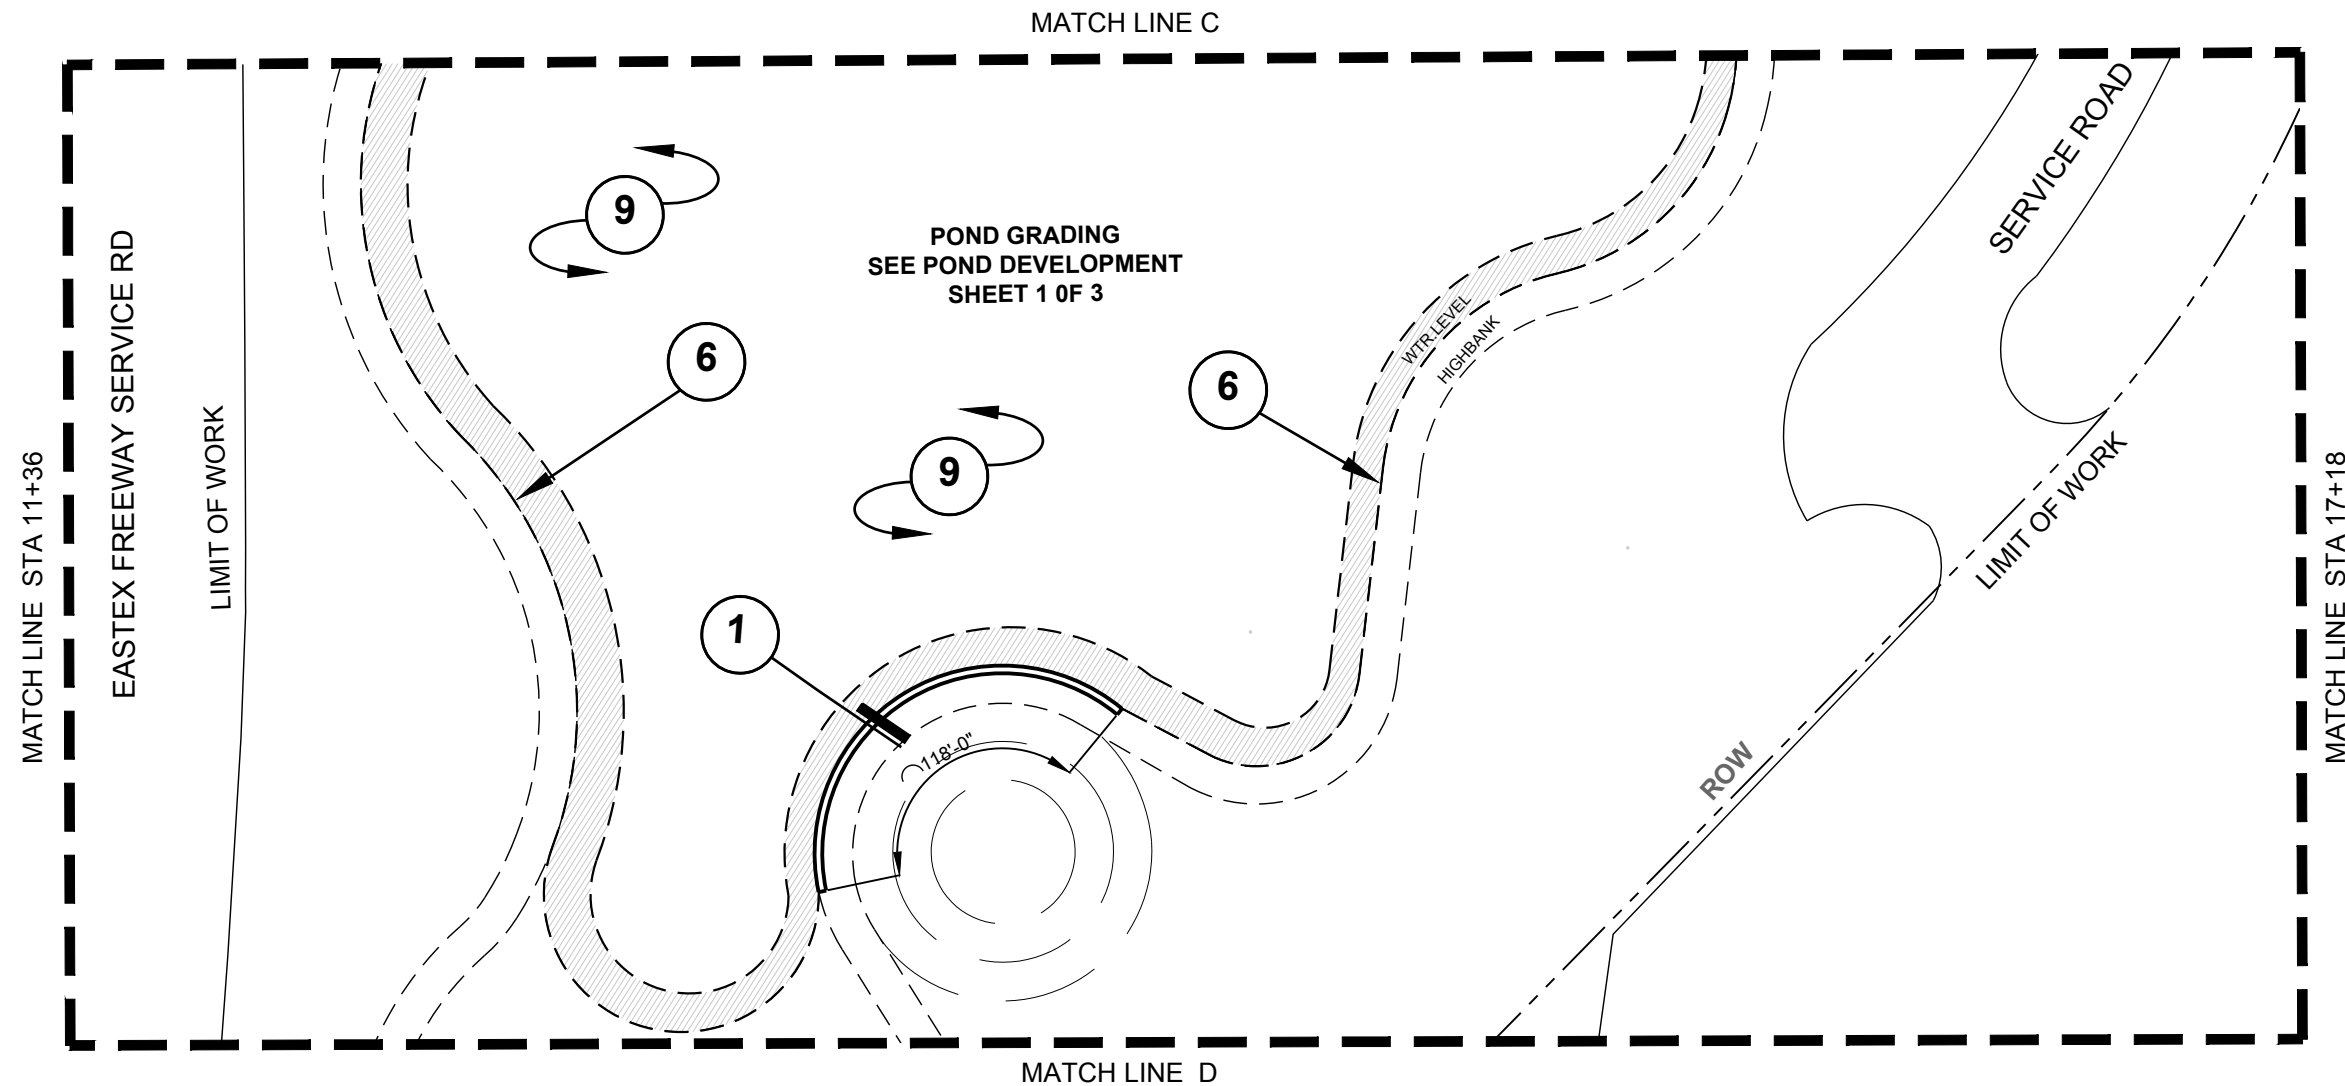 MATCH LINE C
SERVICE ROAD
9
POND GRADING
SEE POND DEVELOPMENT
SHEET 1 0F 3
EASTEX FREEWAY SERVICE RD
WTR.LEVEL
HIGHBANK
6
6
LIMIT OF WORK
MATCH LINE STA 11+36
9
LIMIT OF WORK
MATCH LINE STA 17+18
1
118'-0"
ROW
MATCH LINE D